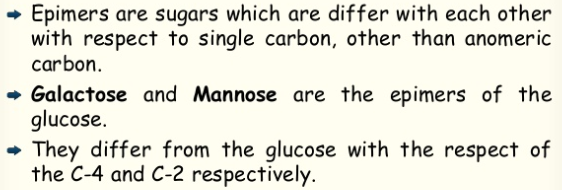 ➡ Epimers are sugars which are differ with each other
with respect to single carbon, other than anomeric
carbon.
➡ Galactose and Mannose are the epimers of the
glucose.
➡ They differ from the glucose with the respect of
the C-4 and C-2 respectively.